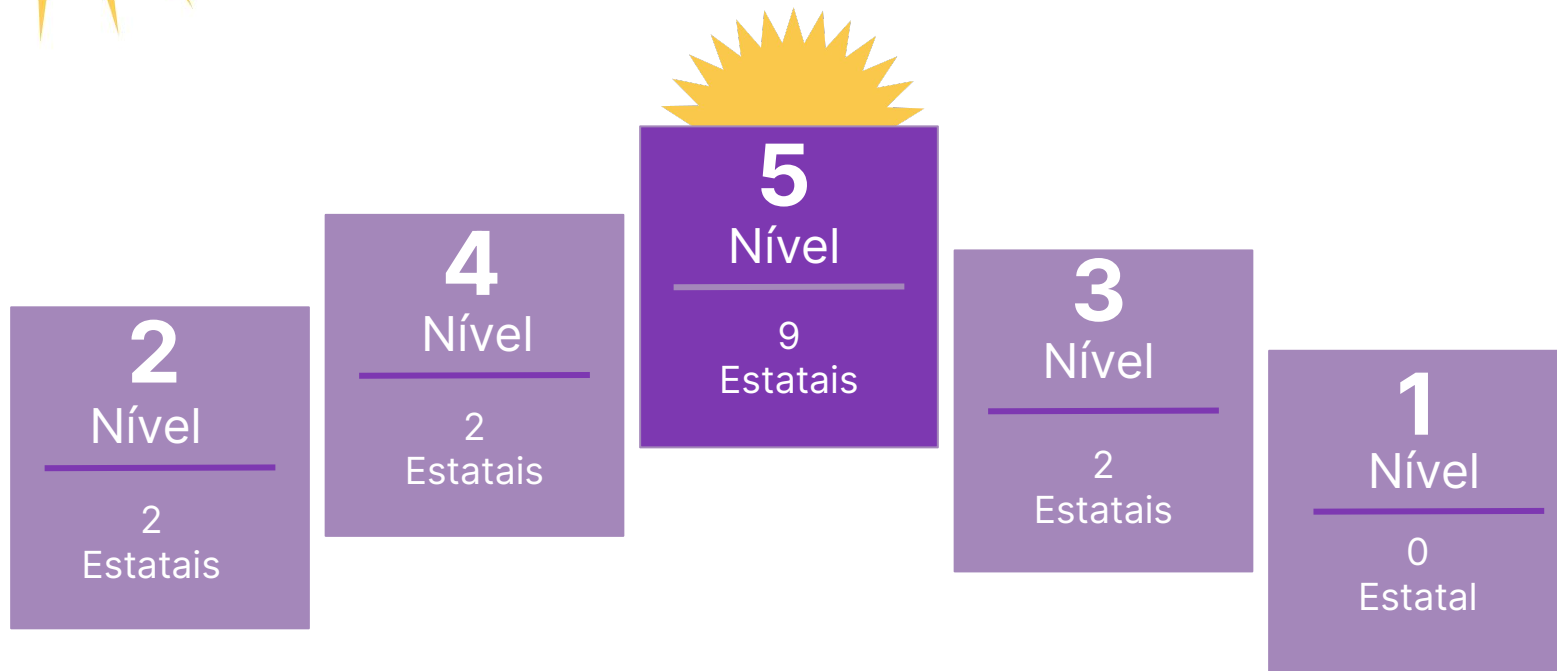 2
Nível
2
Estatais
4
Nível
2
Estatais
5
Nível
9
Estatais
3
Nível
2
Estatais
1
Nível
0
Estatal